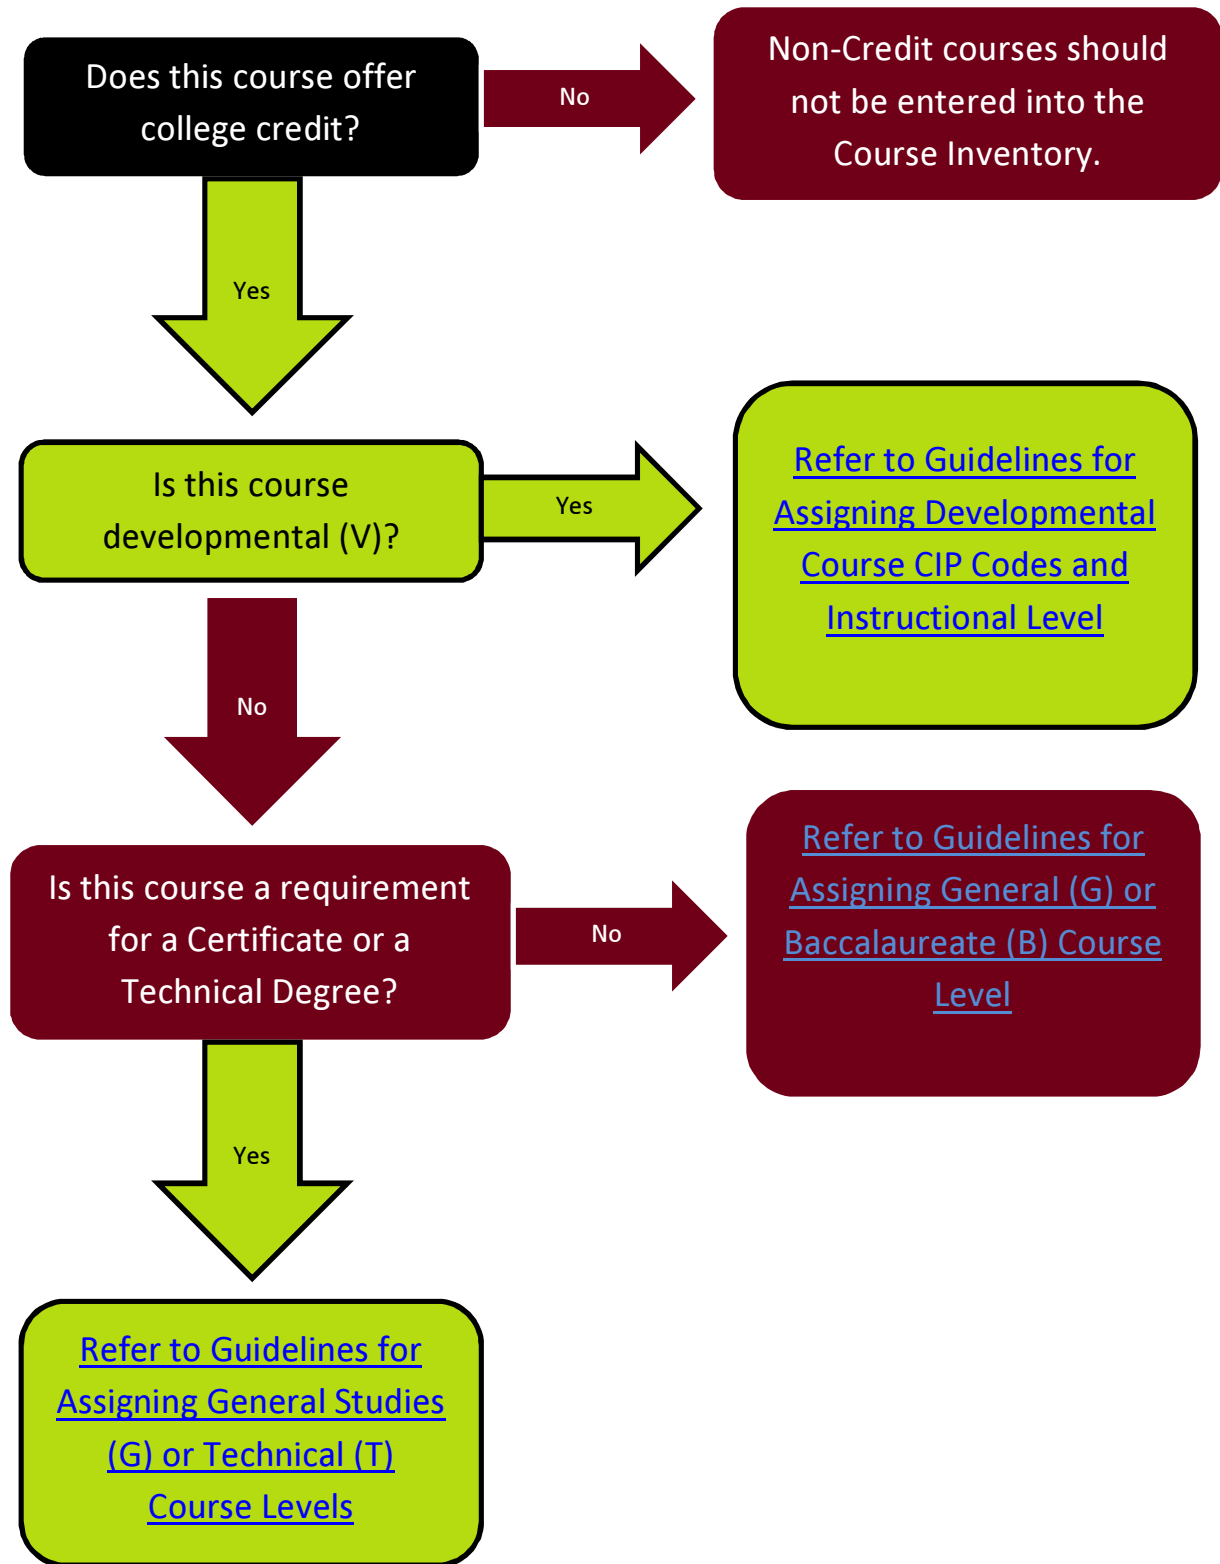 Does this course offer
college credit?
No
Non-Credit courses should
not be entered into the
Course Inventory.
Yes
Is this course
developmental (V)?
Yes
Refer to Guidelines for
Assigning Developmental
Course CIP Codes and
Instructional Level
No
Is this course a requirement
for a Certificate or a
Technical Degree?
No
Refer to Guidelines for
Assigning General (G) or
Baccalaureate (B) Course
Level
Yes
Refer to Guidelines for
Assigning General Studies
(G) or Technical (T)
Course Levels